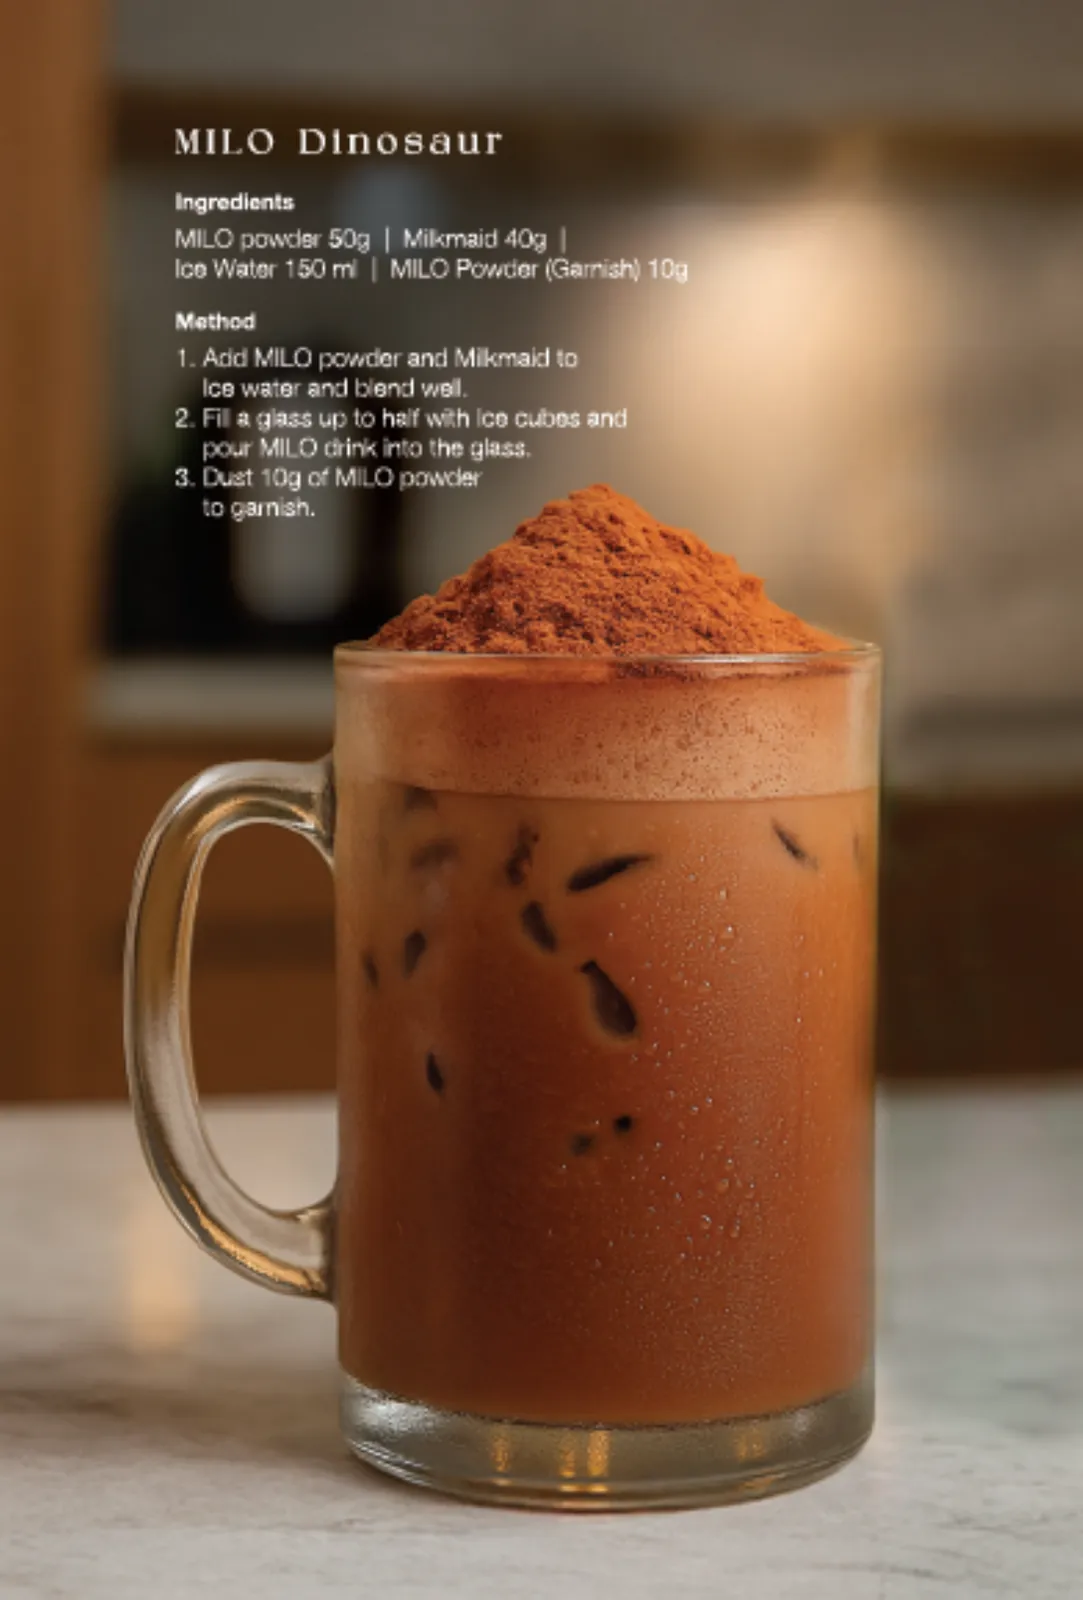 MILO Dinosaur
Ingredients
MILO powder 50g | Milkmaid 40g |
Ice Water 150 ml | MILO Powder (Garnish) 10g
Method
1. Add MILO powder and Milkmaid to
Ice water and blend well.
2. Fill a glass up to half with Ice cubes and
pour MILO drink into the glass.
3. Dust 10g of MILO powder
to garnish.